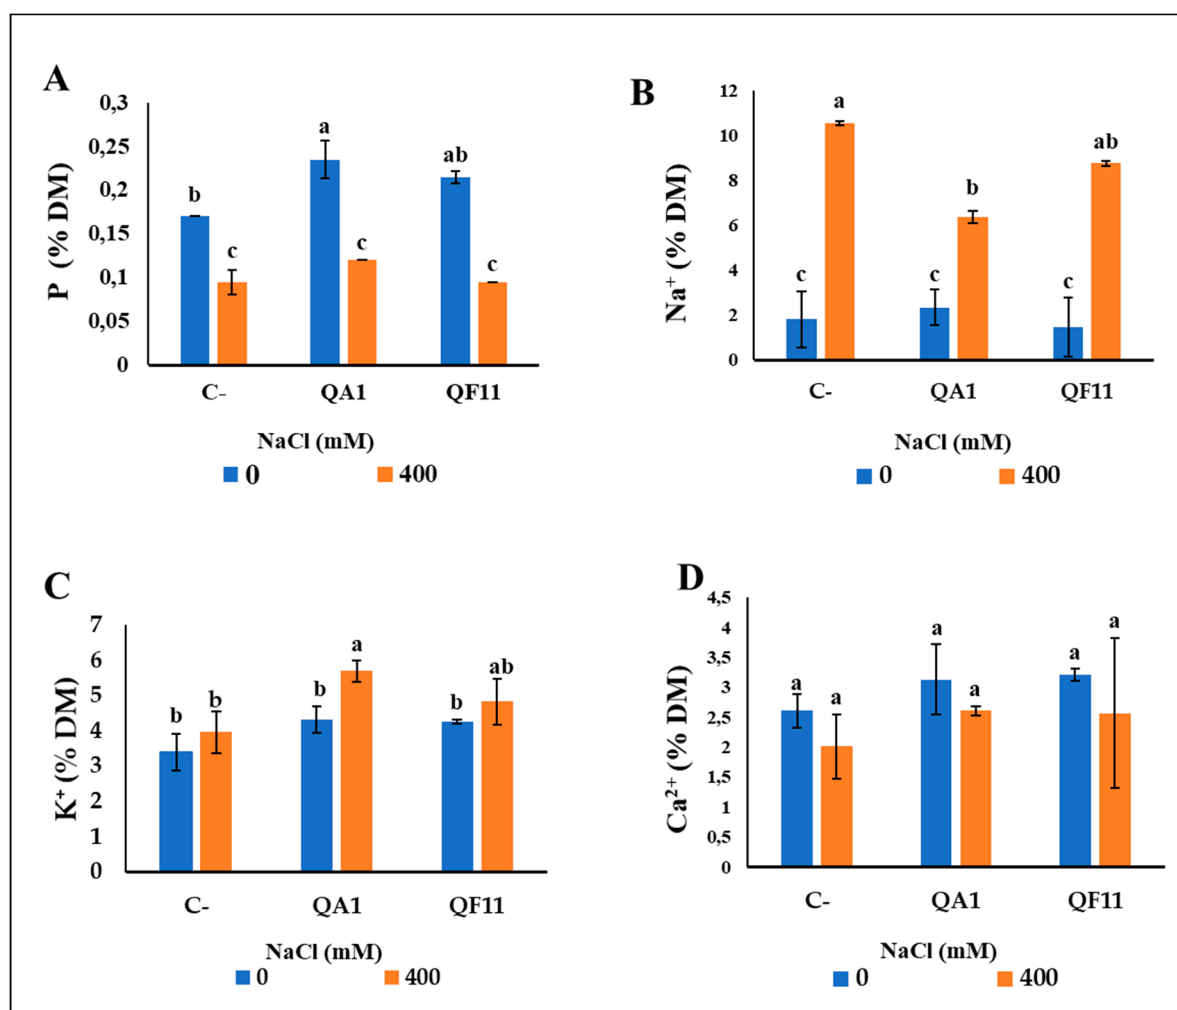 A
P (% DM)
0,3
0,25
0,2
0,15
0,1
0,05
0
b
c
a
c
ab
c
C-
QA1
QF11
NaCl (mM)
0
400
B
Na⁺ (% DM)
12
10
8
6
4
2
0
c
a
c
b
c
ab
C-
QA1
QF11
NaCl (mM)
0
400
C
K⁺ (% DM)
7
6
5
4
3
2
1
0
b
b
b
a
b
ab
C-
QA1
QF11
NaCl (mM)
0
400
D
Ca²⁺ (% DM)
4,5
4
3,5
3
2,5
2
1,5
1
0,5
0
a
a
a
a
a
a
C-
QA1
QF11
NaCl (mM)
0
400